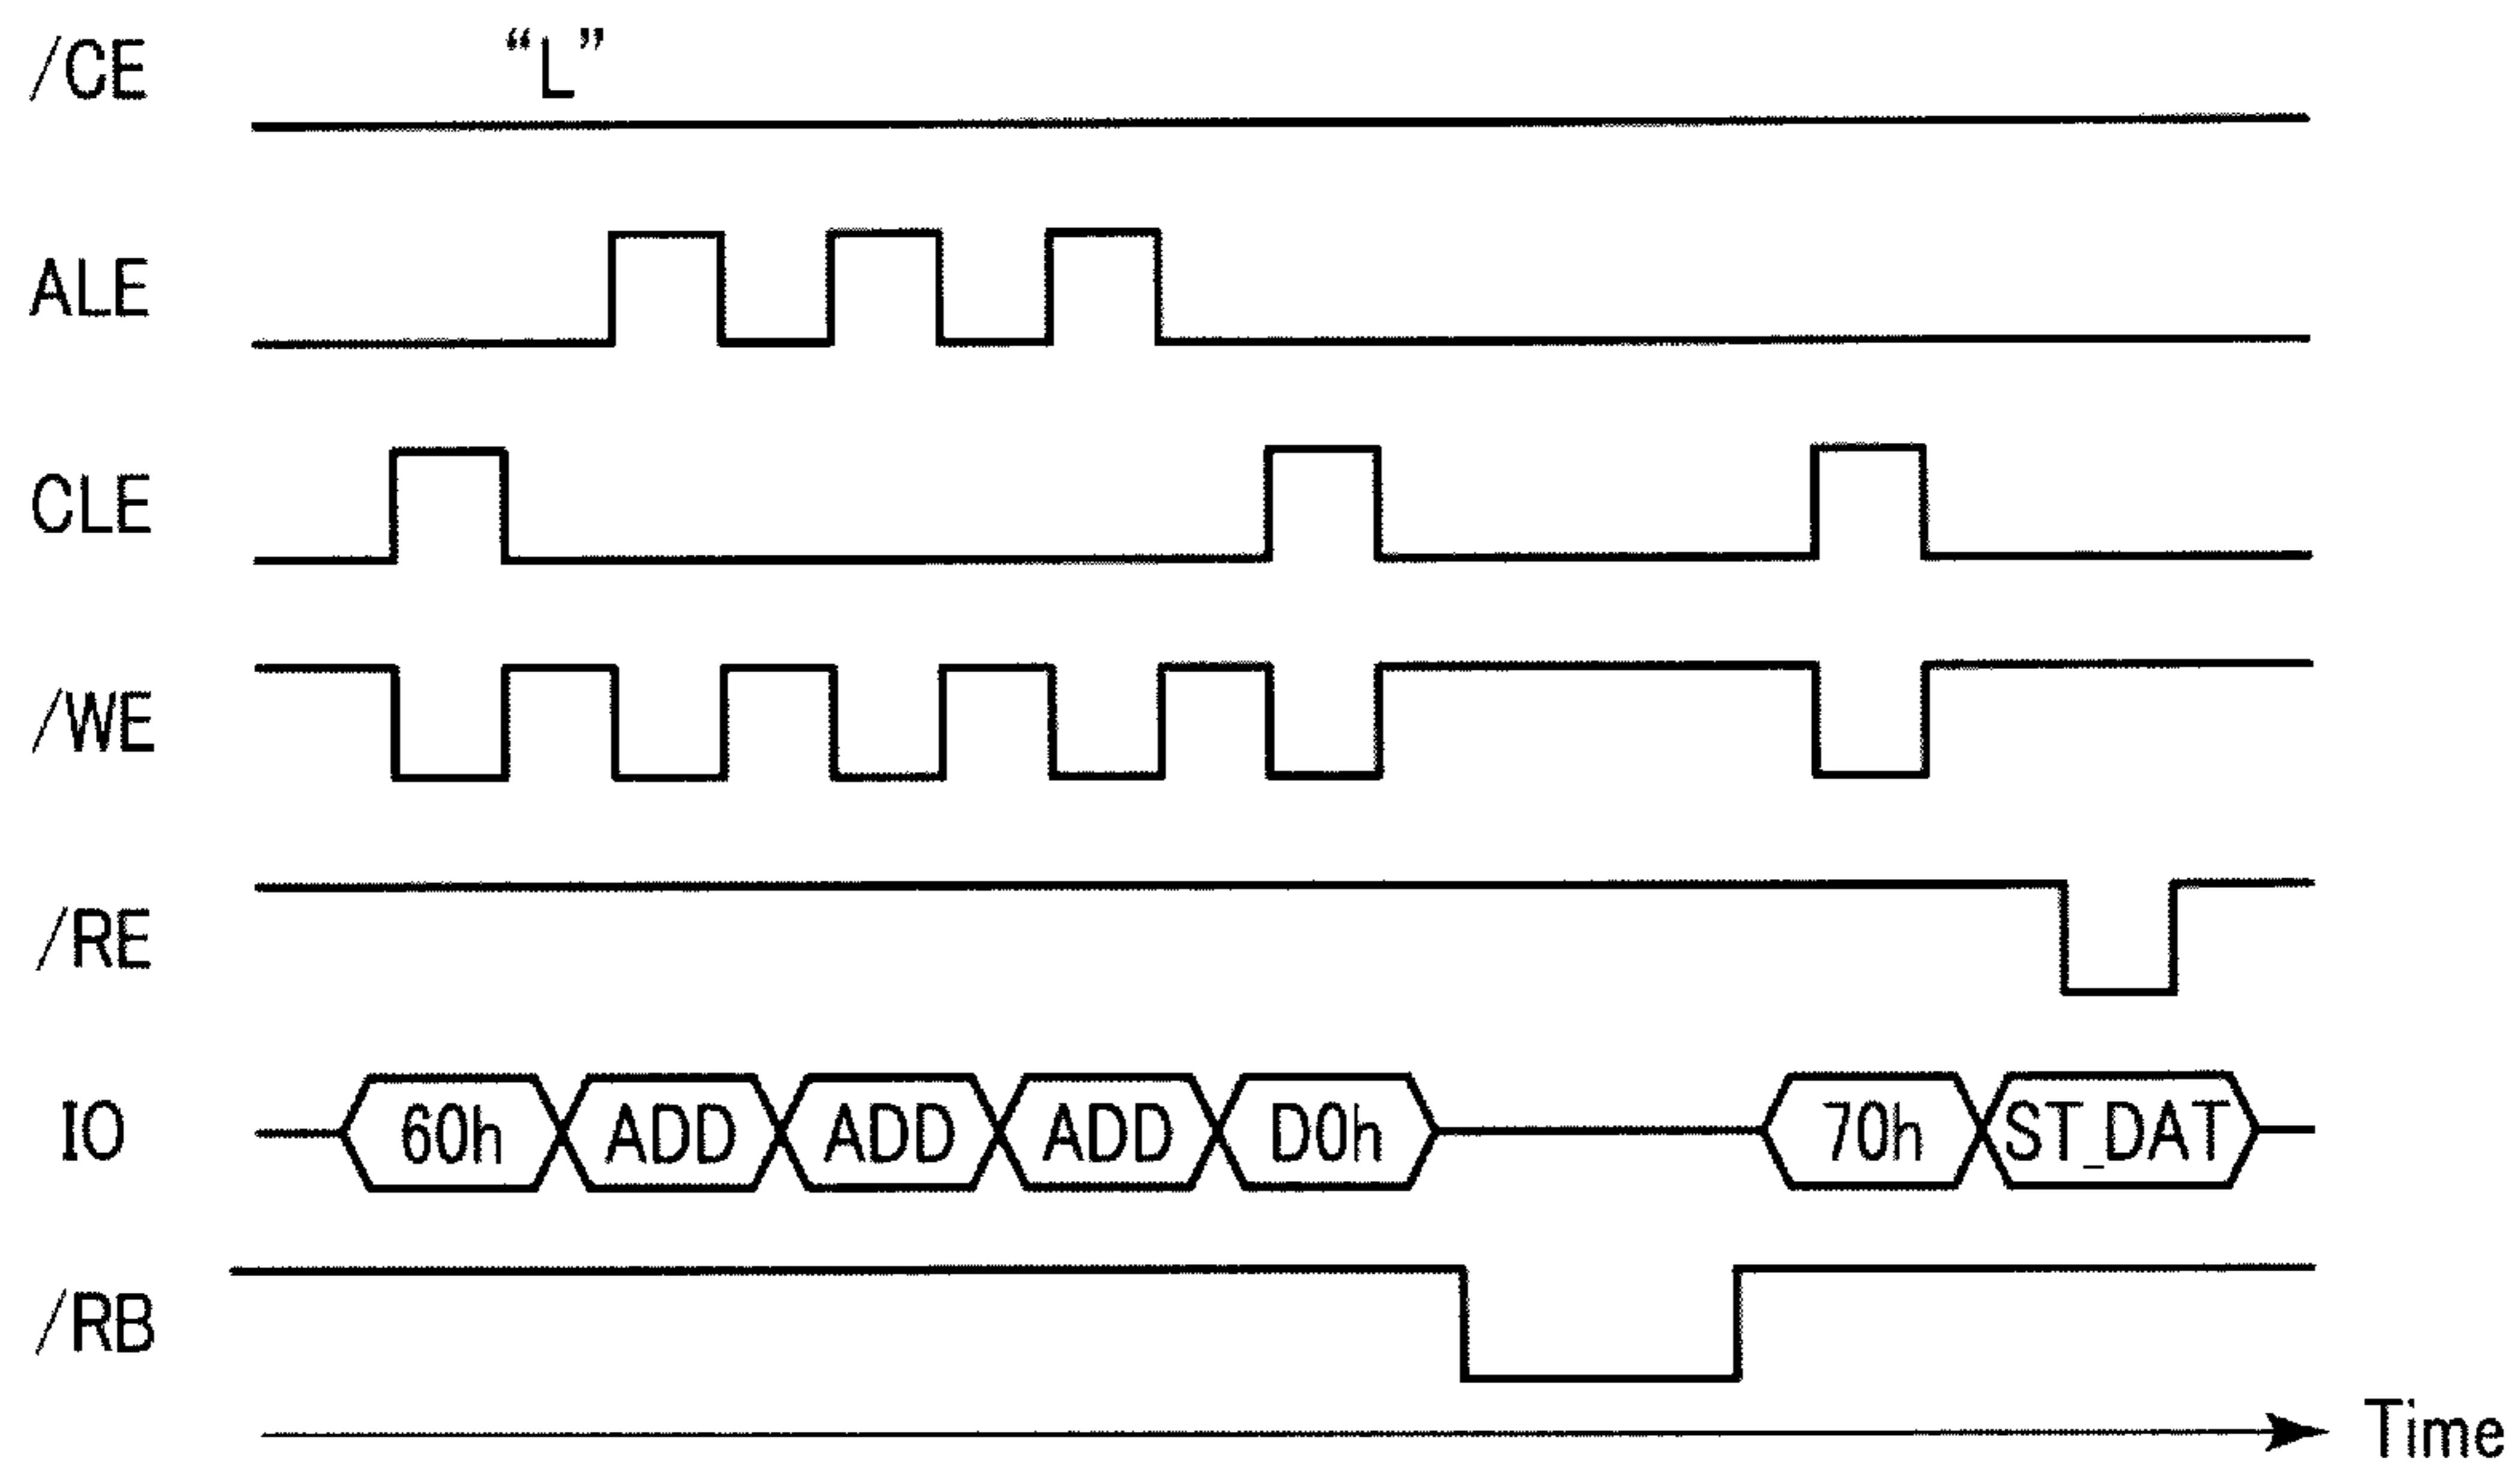 /CE “L”
ALE
CLE
/WE
/RE
IO 60h ADD ADD ADD D0h 70h ST_DAT
/RB
Time